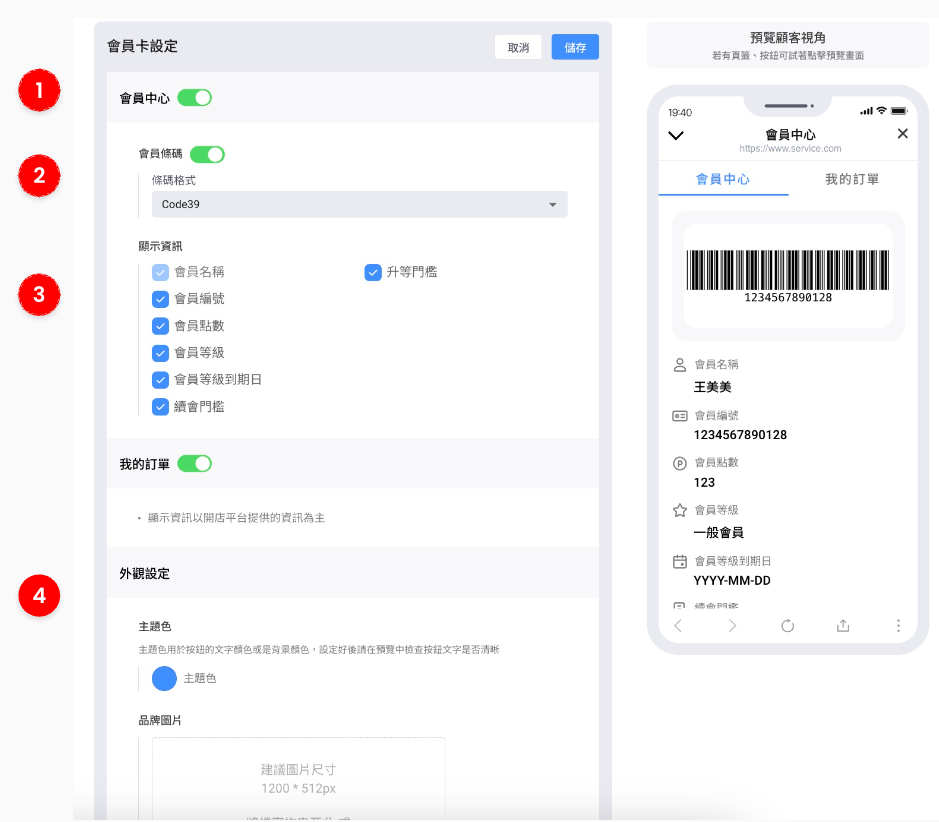 會員卡設定
取消
儲存
1
會員中心
2
會員條碼
條碼格式
Code39
3
顯示資訊
會員名稱
升等門檻
會員編號
會員點數
會員等級
會員等級到期日
續會門檻
我的訂單
• 顯示資訊以開店平台提供的資訊為主
4
外觀設定
主題色
主題色用於按鈕的文字顏色或是背景顏色，設定好後請在預覽中檢查按鈕文字是否清晰
主題色
品牌圖片
建議圖片尺寸
1200 * 512px
預覽顧客視角
若有頁籤、按鈕可試著點擊預覽畫面
19:40
會員中心
https://www.service.com
會員中心
我的訂單
1234567890128
會員名稱
王美美
會員編號
1234567890128
會員點數
123
會員等級
一般會員
會員等級到期日
YYYY-MM-DD
續會門檻